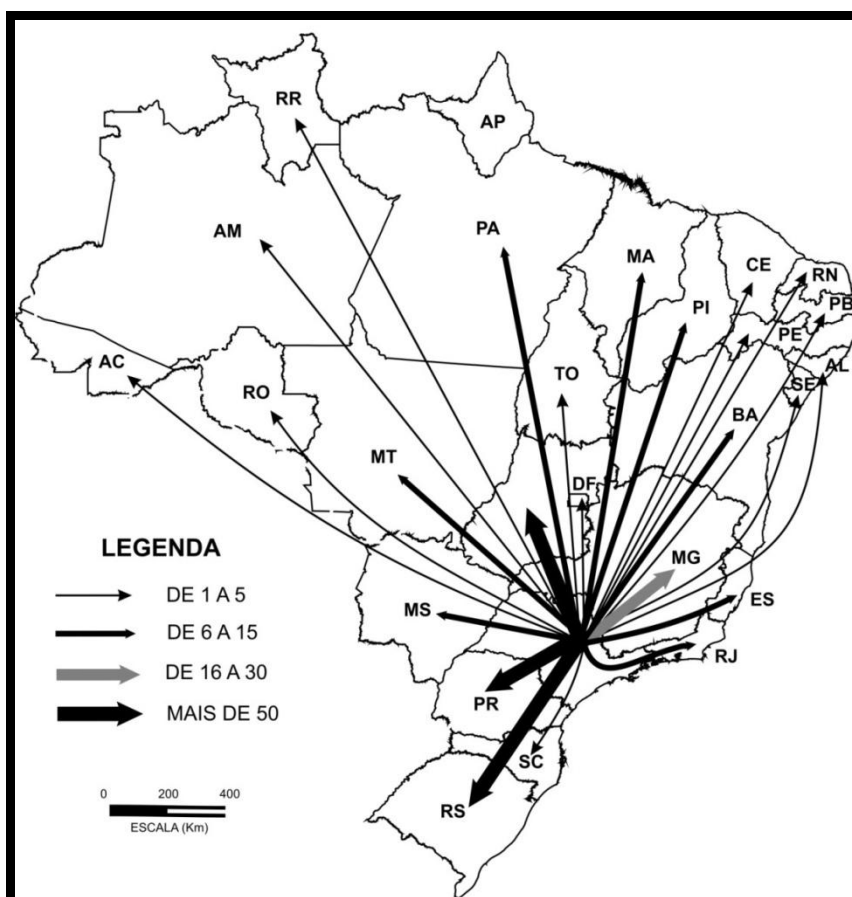 RR
AP
AM
PA
MA
CE
RN
PB
PI
PE
AC
TO
AL
SE
RO
BA
MT
DF
LEGENDA
MG
DE 1 A 5
MS
ES
DE 6 A 15
RJ
DE 16 A 30
PR
MAIS DE 50
SC
0 200 400
RS
ESCALA (Km)